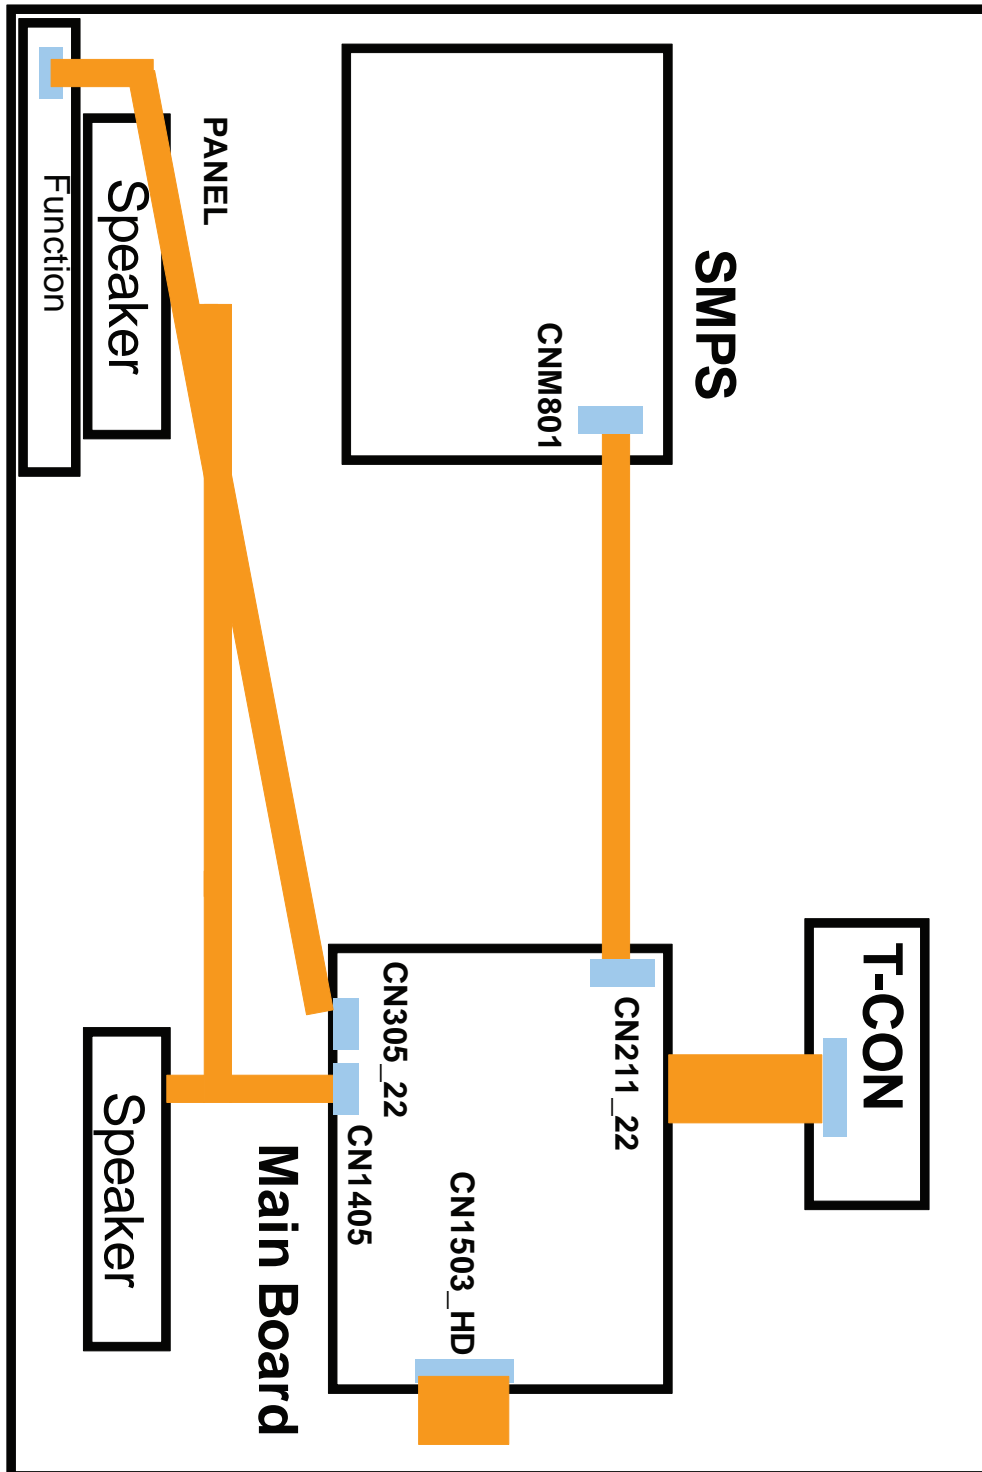 SMPS
T-CON
CNM801
CN211_22
CN1503_HD
CN305_22
CN1405
Main Board
PANEL
Speaker
Speaker
Function